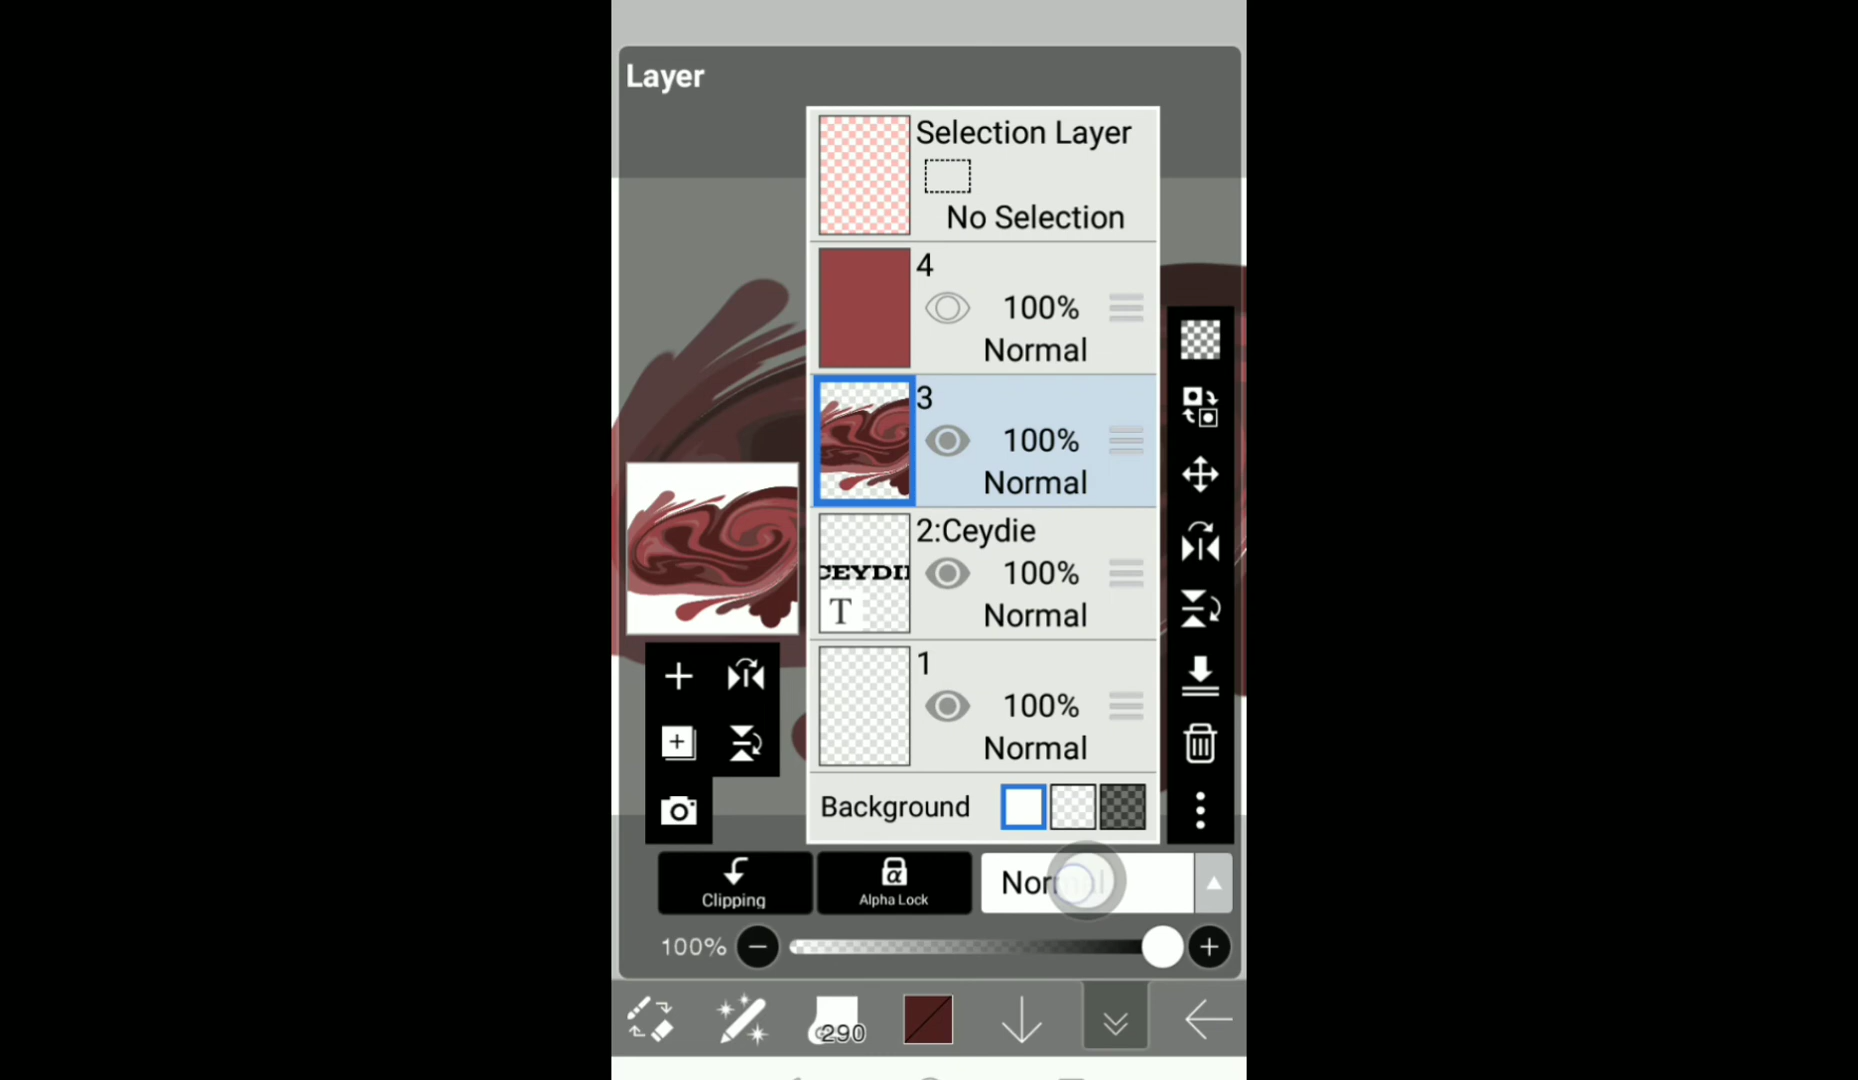 Layer
Selection Layer
No Selection
4
100%
Normal
3
100%
Normal
2:Ceydie
100%
CEYDI
T
Normal
1
100%
Normal
Background
Clipping
α
Alpha Lock
Normal
100%
290